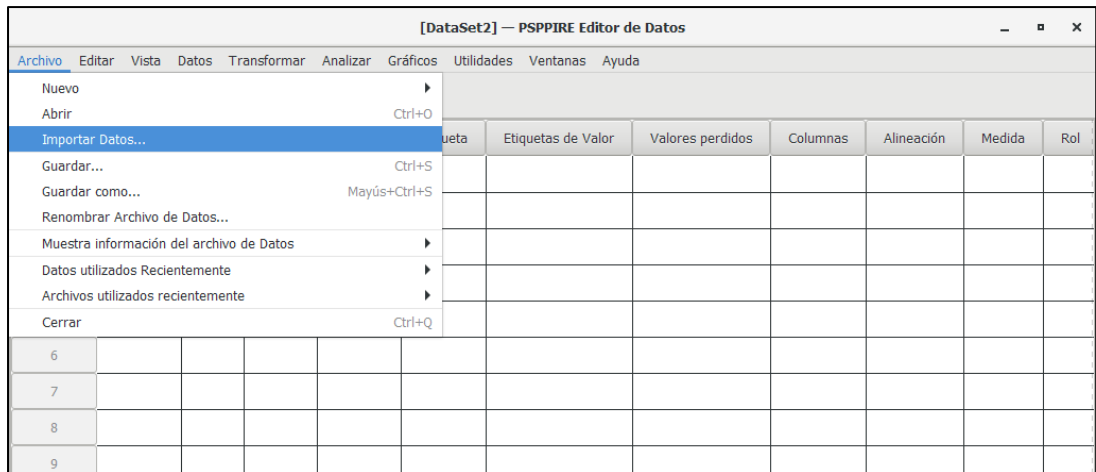 [DataSet2] — PSPPIRE Editor de Datos
Archivo Editar Vista Datos Transformar Analizar Gráficos Utilidades Ventanas Ayuda
Nuevo
Abrir Ctrl+O
Importar Datos...
ueta Etiquetas de Valor Valores perdidos Columnas Alineación Medida Rol
Guardar... Ctrl+S
Guardar como... Mayús+Ctrl+S
Renombrar Archivo de Datos...
Muestra información del archivo de Datos
Datos utilizados Recientemente
Archivos utilizados recientemente
Cerrar Ctrl+Q
6
7
8
9